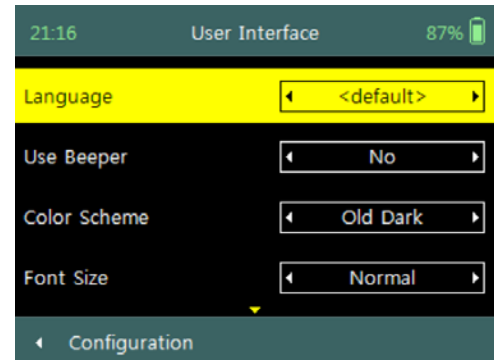 21:16 User Interface 87%
Language <default>
Use Beeper No
Color Scheme Old Dark
Font Size Normal
Configuration